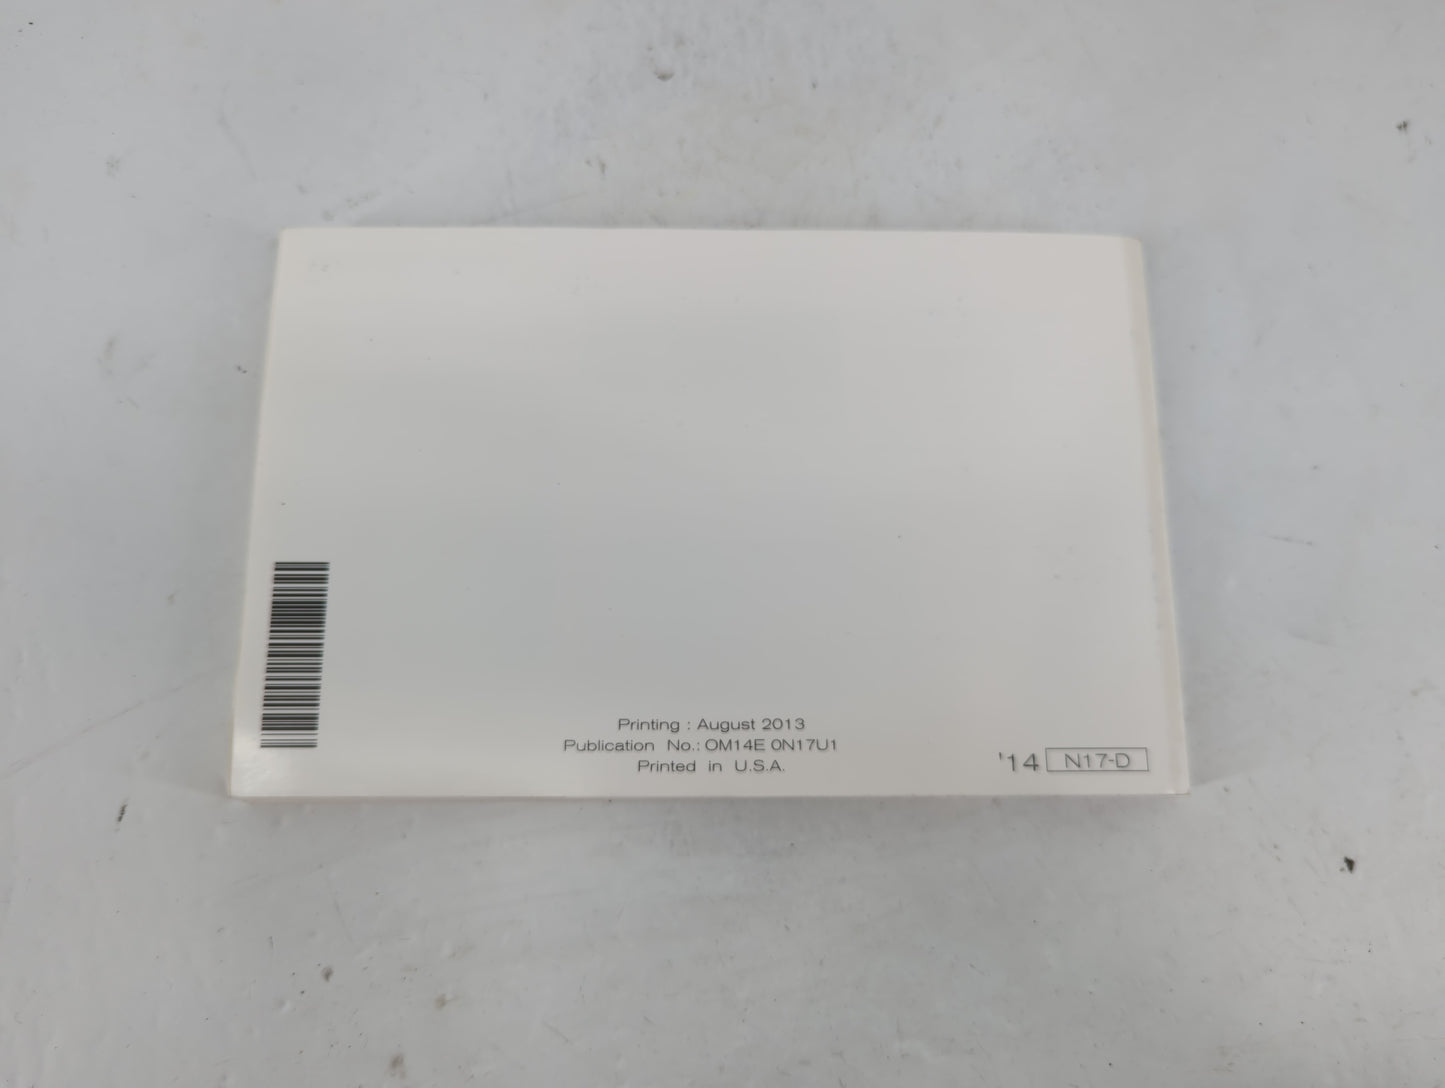 Printing : August 2013
Publication No.: OM14E 0N17U1
Printed in U.S.A.
'14 N17-D